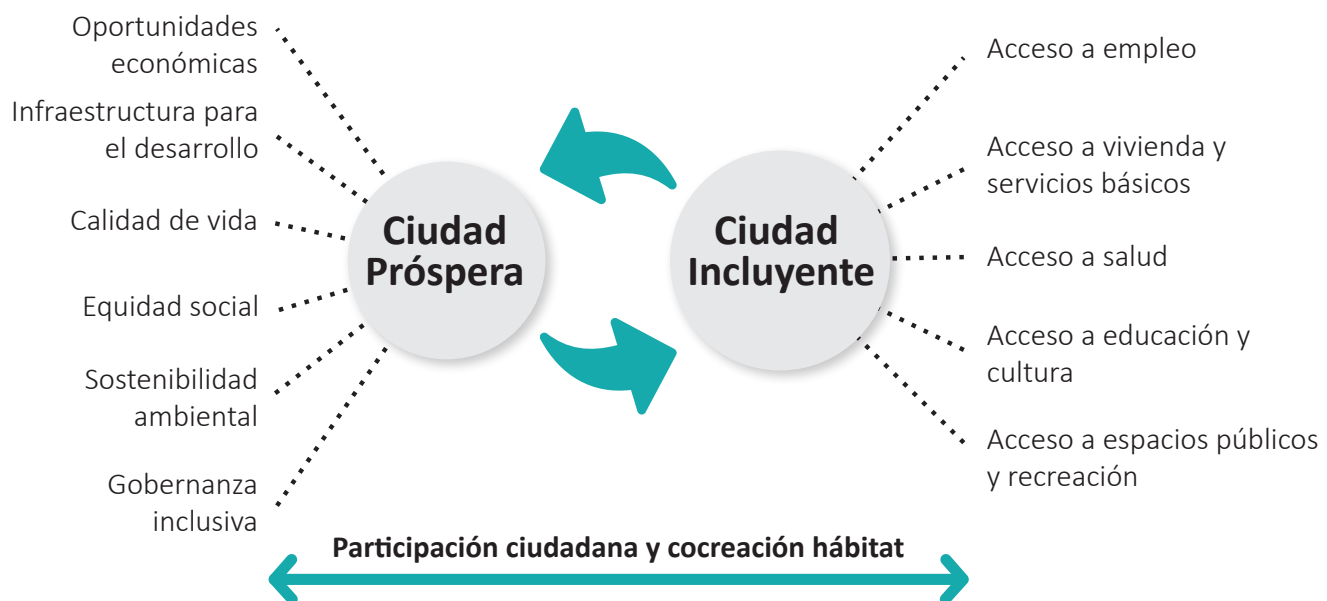 Oportunidades
económicas
Infraestructura para
el desarrollo
Calidad de vida
Equidad social
Sostenibilidad
ambiental
Gobernanza
inclusiva
Ciudad
Próspera
Ciudad
Incluyente
Acceso a empleo
Acceso a vivienda y
servicios básicos
Acceso a salud
Acceso a educación y
cultura
Acceso a espacios públicos
y recreación
Participación ciudadana y cocreación hábitat